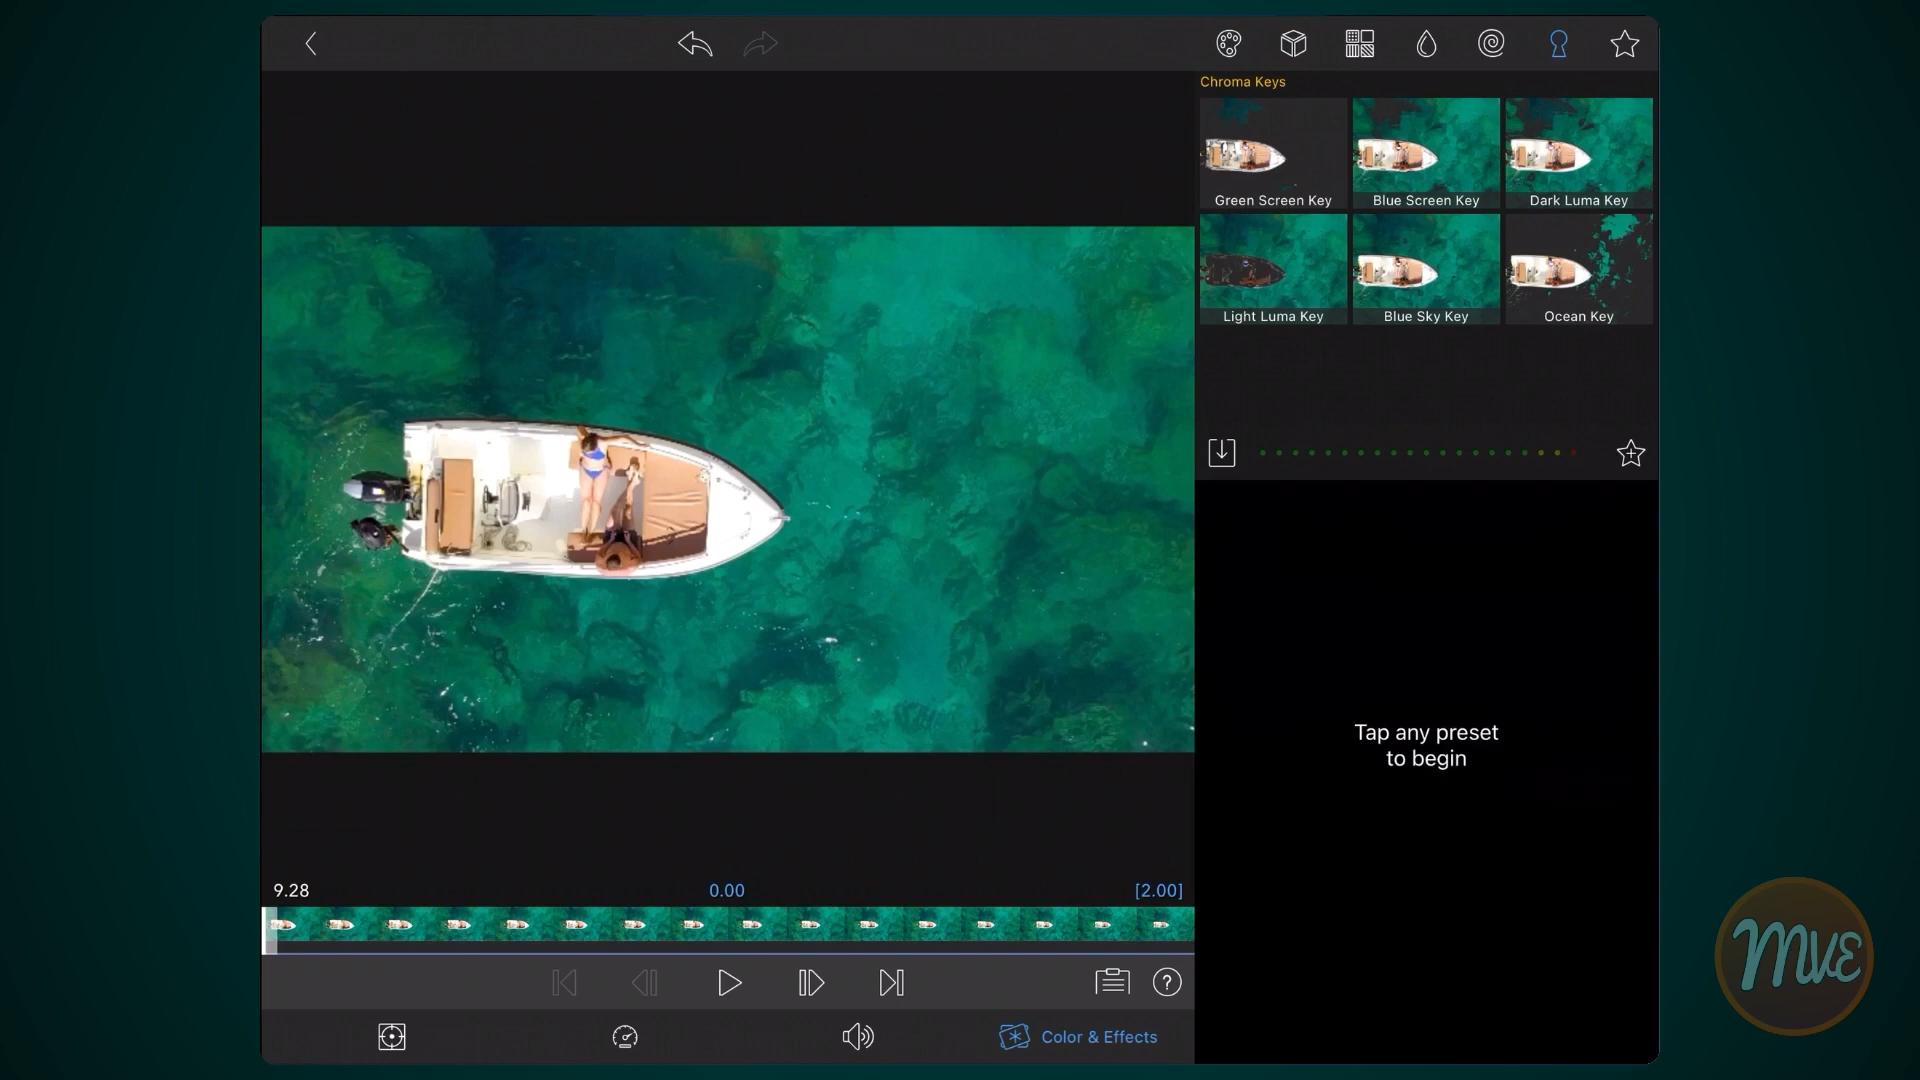 Chroma Keys
Green Screen Key
Blue Screen Key
Dark Luma Key
Light Luma Key
Blue Sky Key
Ocean Key
Tap any preset
to begin
9.28
0.00
[2.00]
?
Color & Effects
MVE